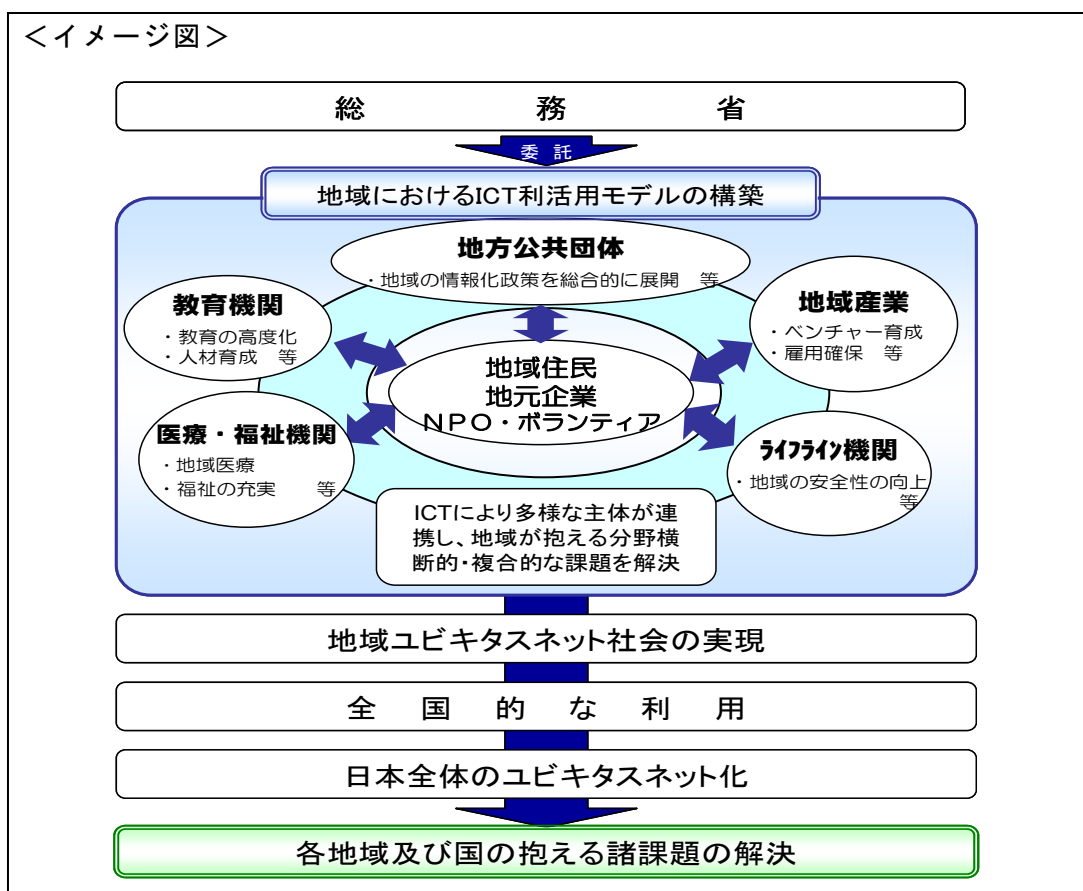 ＜イメージ図＞
総務省
委託
地域におけるICT利活用モデルの構築
地方公共団体
・地域の情報化政策を総合的に展開　等
教育機関
・教育の高度化
・人材育成　等
地域産業
・ベンチャー育成
・雇用確保　等
地域住民
地元企業
ＮＰＯ・ボランティア
医療・福祉機関
・地域医療
・福祉の充実　等
ﾗｲﾌﾗｲﾝ機関
・地域の安全性の向上
等
ICTにより多様な主体が連
携し、地域が抱える分野横
断的・複合的な課題を解決
地域ユビキタスネット社会の実現
全国的な利用
日本全体のユビキタスネット化
各地域及び国の抱える諸課題の解決